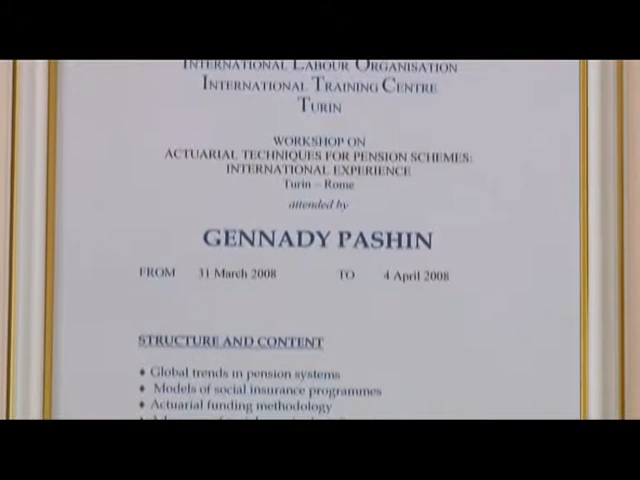 INTERNATIONAL LABOUR ORGANISATION
INTERNATIONAL TRAINING CENTRE
TURIN
WORKSHOP ON
ACTUARIAL TECHNIQUES FOR PENSION SCHEMES:
INTERNATIONAL EXPERIENCE
Turin – Rome
attended by
GENNADY PASHIN
FROM 31 March 2008 TO 4 April 2008
STRUCTURE AND CONTENT
♦ Global trends in pension systems
♦ Models of social insurance programmes
♦ Actuarial funding methodology